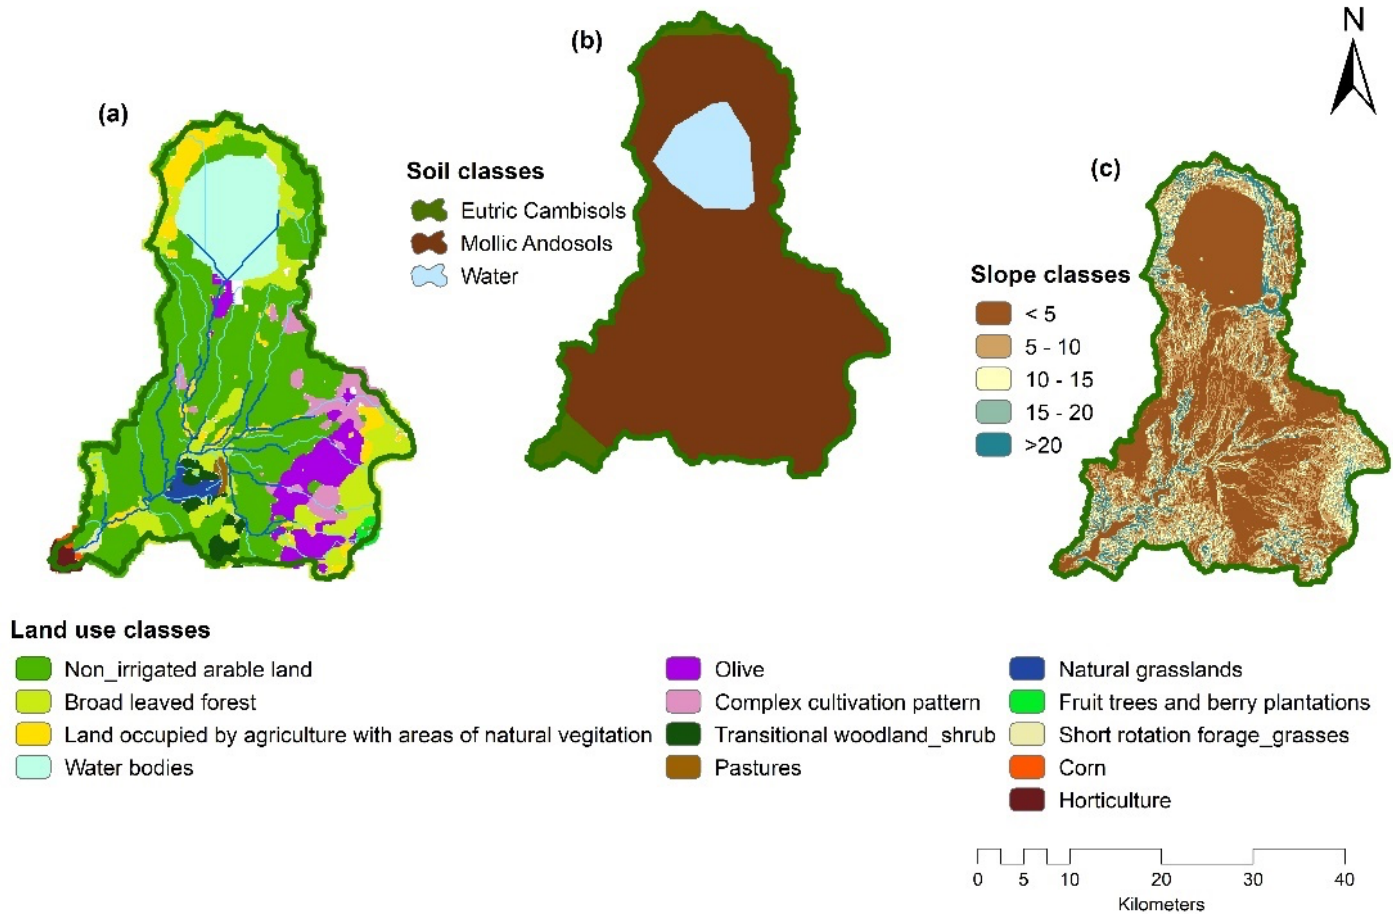 N
(b)
(a)
(c)
Soil classes
Eutric Cambisols
Mollic Andosols
Water
Slope classes
< 5
5 - 10
10 - 15
15 - 20
>20
Land use classes
Non_irrigated arable land
Broad leaved forest
Land occupied by agriculture with areas of natural vegitation
Water bodies
Olive
Complex cultivation pattern
Transitional woodland_shrub
Pastures
Natural grasslands
Fruit trees and berry plantations
Short rotation forage_grasses
Corn
Horticulture
0 5 10 20 30 40
Kilometers